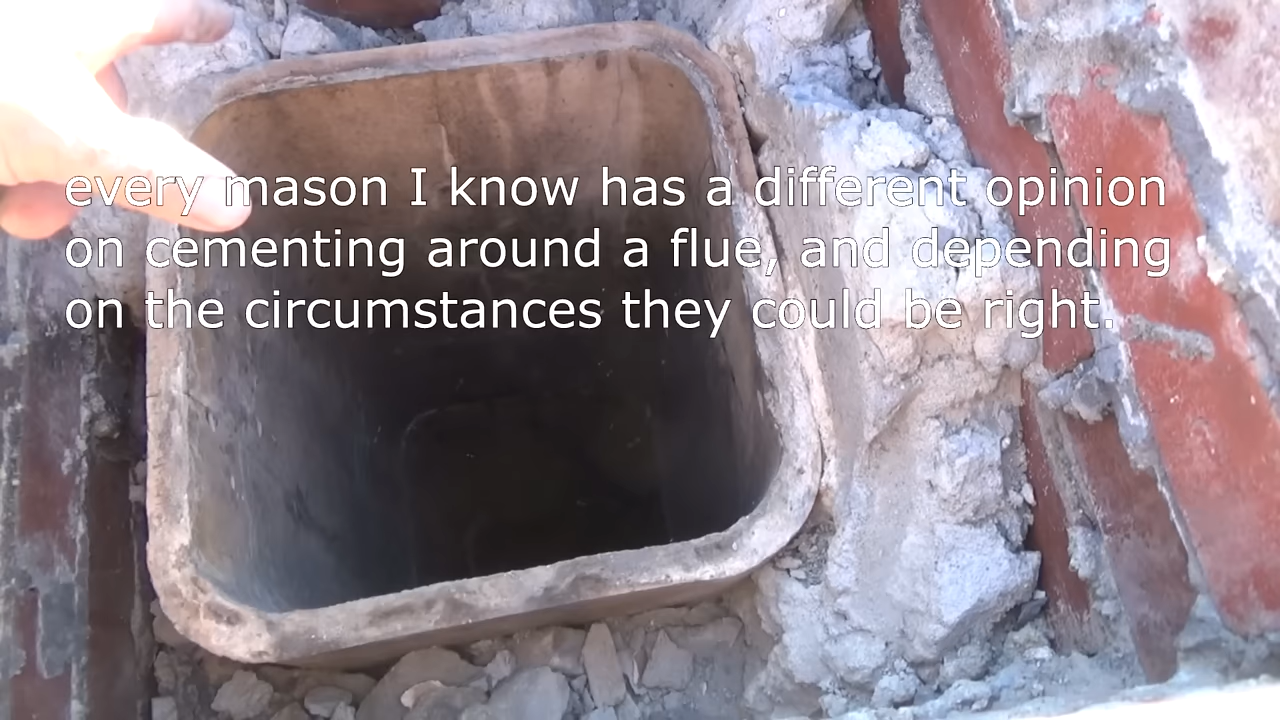 every mason I know has a different opinion
on cementing around a flue, and depending
on the circumstances they could be right.